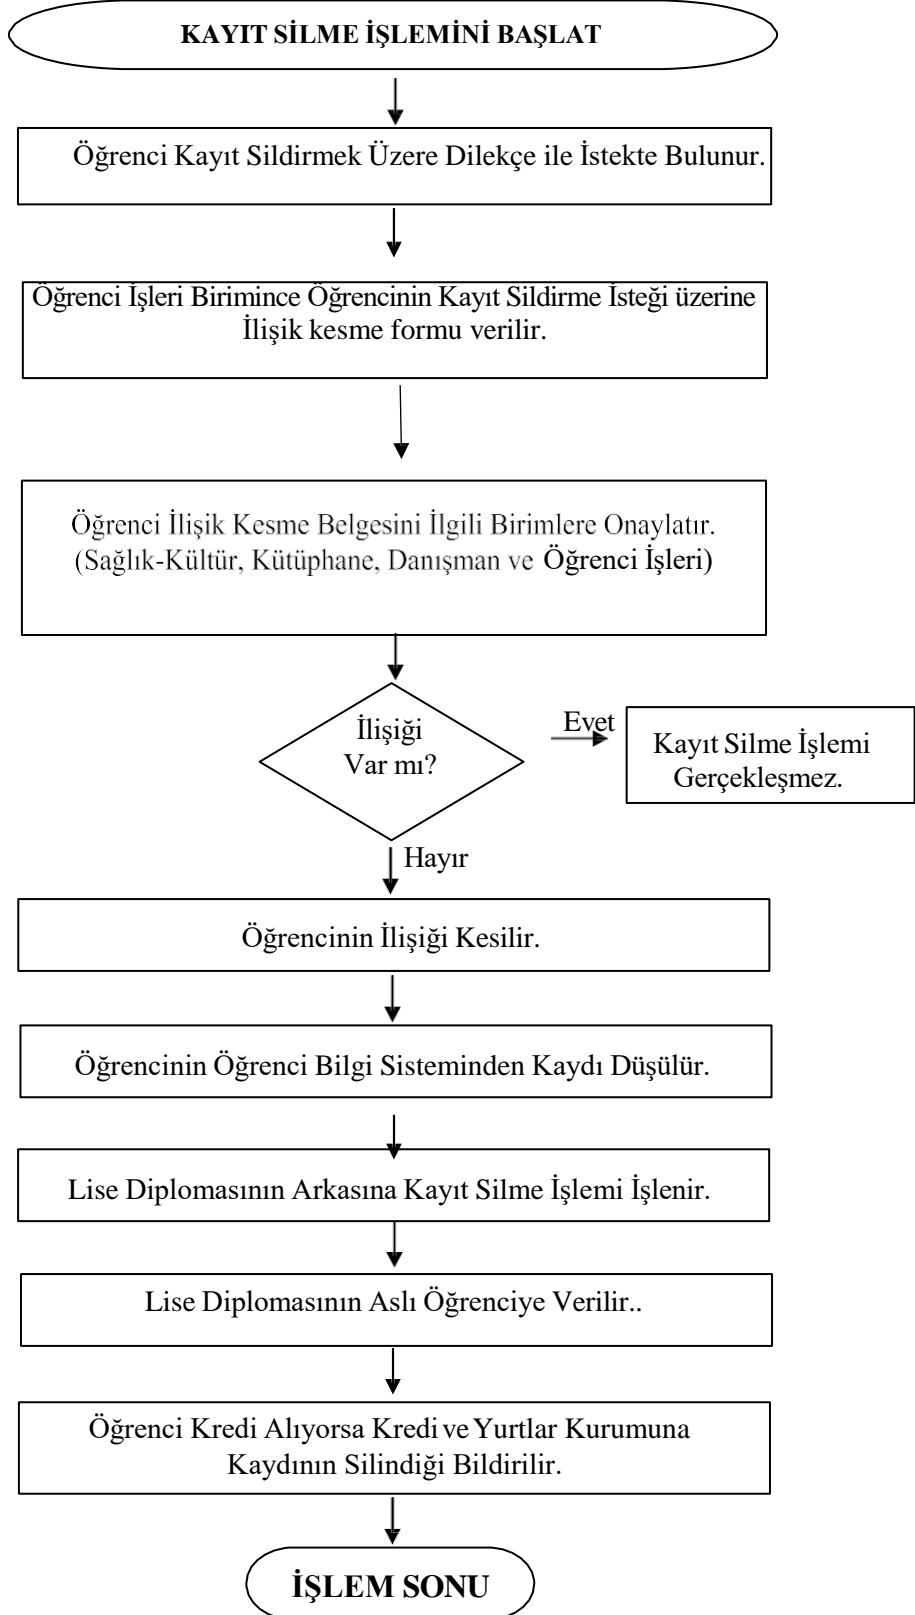 KAYIT SİLME İŞLEMİNİ BAŞLAT
Öğrenci Kayıt Sildirmek Üzere Dilekçe ile İstekte Bulunur.
Öğrenci İşleri Birimince Öğrencinin Kayıt Sildirme İsteği üzerine
İlişik kesme formu verilir.
Öğrenci İlişik Kesme Belgesini İlgili Birimlere Onaylatır.
(Sağlık-Kültür, Kütüphane, Danışman ve Öğrenci İşleri)
İlişiği
Var mı?
Evet
Kayıt Silme İşlemi
Gerçekleşmez.
Hayır
Öğrencinin İlişiği Kesilir.
Öğrencinin Öğrenci Bilgi Sisteminden Kaydı Düşülür.
Lise Diplomasının Arkasına Kayıt Silme İşlemi İşlenir.
Lise Diplomasının Aslı Öğrenciye Verilir..
Öğrenci Kredi Alıyorsa Kredi ve Yurtlar Kurumuna
Kaydının Silindiği Bildirilir.
İŞLEM SONU